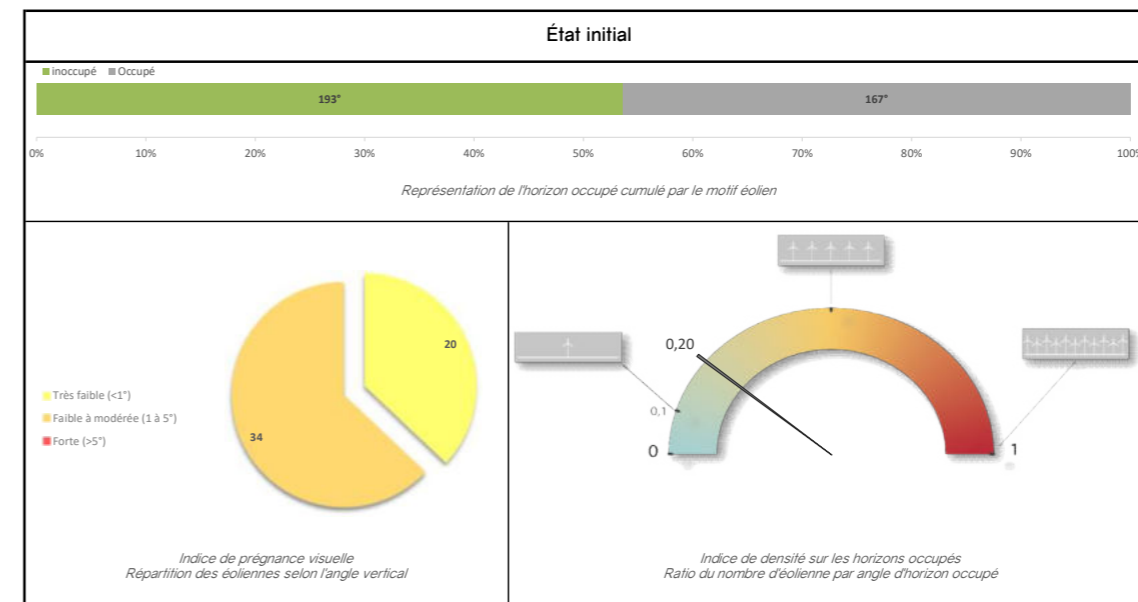 État initial
inoccupé Occupé
193° 167°
0% 10% 20% 30% 40% 50% 60% 70% 80% 90% 100%
Représentation de l'horizon occupé cumulé par le motif éolien
Très faible (<1°)
Faible à modérée (1 à 5°)
Forte (>5°)
20
34
Indice de prégnance visuelle
Répartition des éoliennes selon l'angle vertical
0,20
0,1
0
1
Indice de densité sur les horizons occupés
Ratio du nombre d'éolienne par angle d'horizon occupé